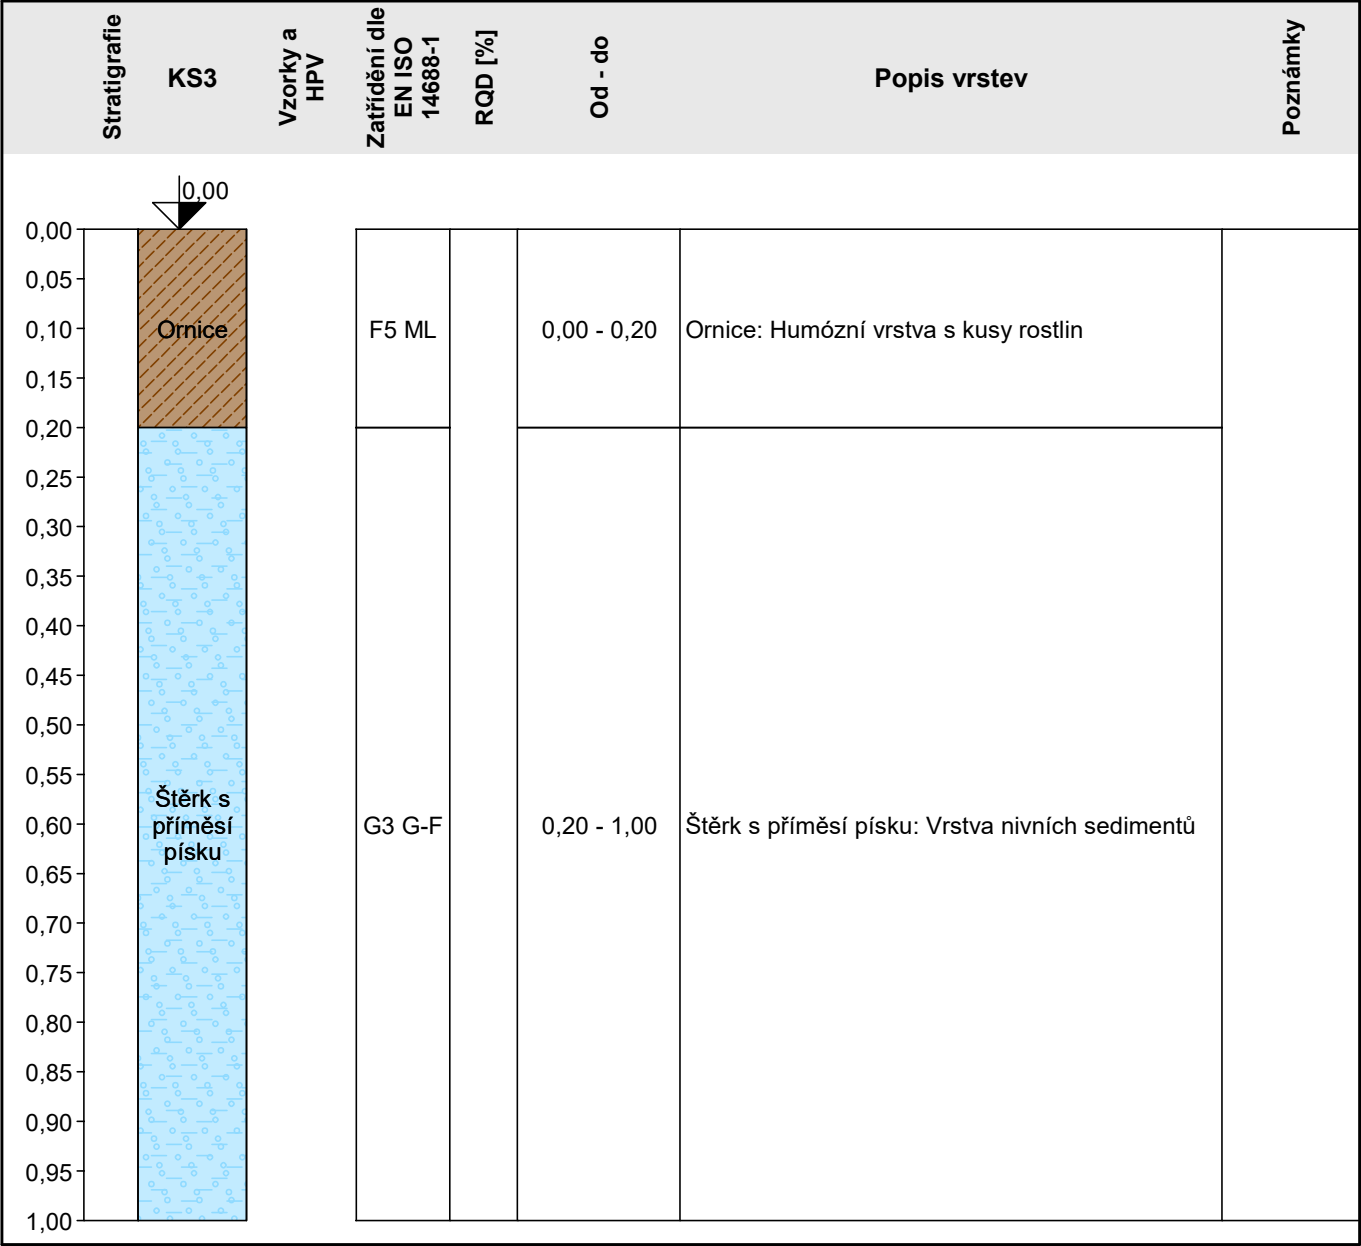 Stratigrafie
KS3
Vzorky a
HPV
Zatřídění dle
EN ISO
14688-1
RQD [%]
Od - do
Popis vrstev
Poznámky
0,00
0,00
0,05
0,10
0,15
0,20
0,25
0,30
0,35
0,40
0,45
0,50
0,55
0,60
0,65
0,70
0,75
0,80
0,85
0,90
0,95
1,00
Ornice
F5 ML
0,00 - 0,20
Ornice: Humózní vrstva s kusy rostlin
Štěrk s
příměsí
písku
G3 G-F
0,20 - 1,00
Štěrk s příměsí písku: Vrstva nivních sedimentů